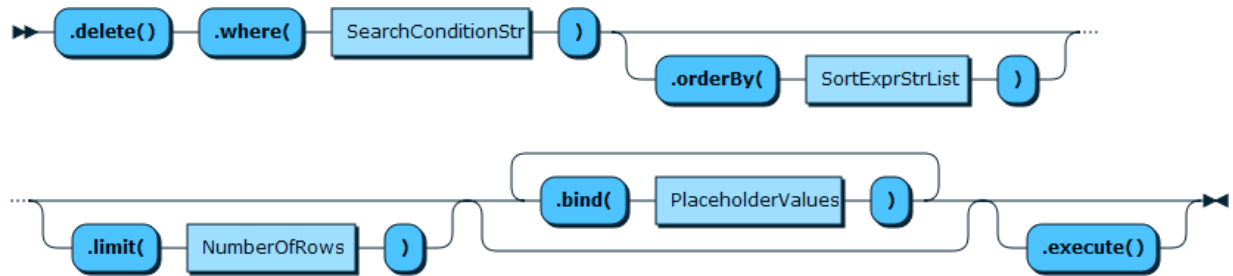 .delete() .where( SearchConditionStr )
.orderBy( SortExprStrList )
.bind( PlaceholderValues )
.limit( NumberOfRows ) .execute()